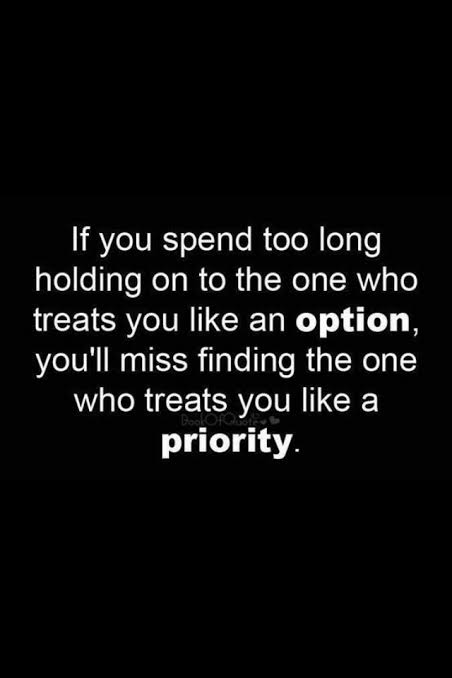 If you spend too long
holding on to the one who
treats you like an option,
you'll miss finding the one
who treats you like a
BookOfQuote
priority.